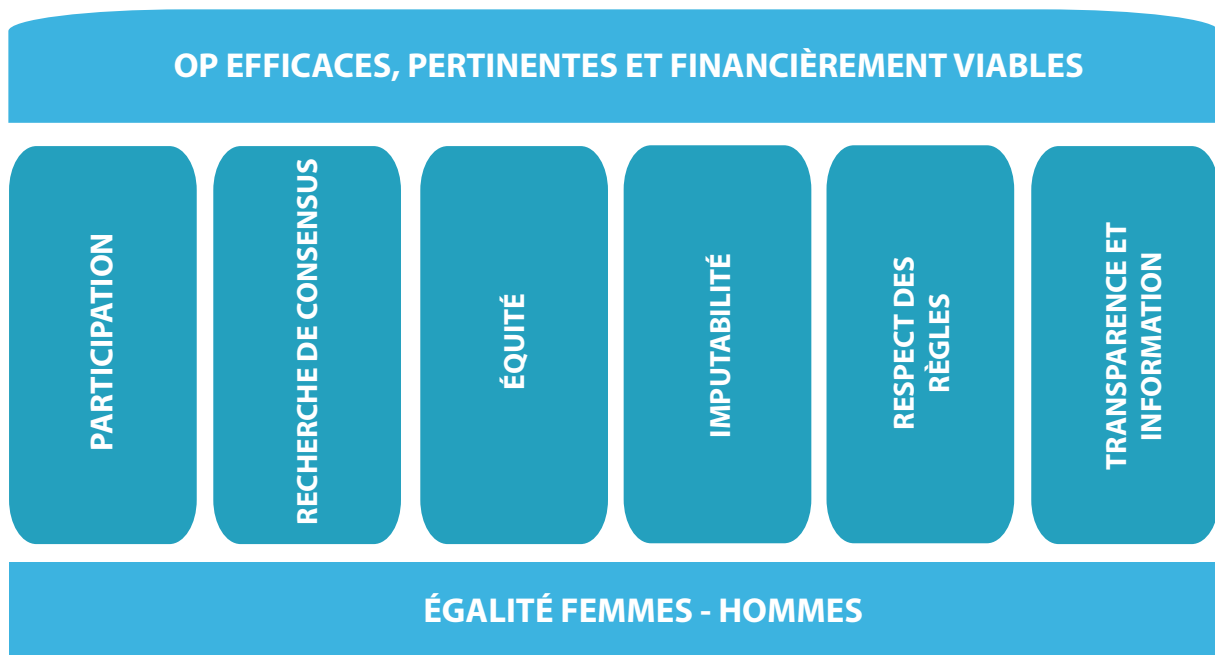 OP EFFICACES, PERTINENTES ET FINANCIÈREMENT VIABLES
PARTICIPATION
RECHERCHE DE CONSENSUS
ÉQUITÉ
IMPUTABILITÉ
RESPECT DES
RÈGLES
TRANSPARENCE ET
INFORMATION
ÉGALITÉ FEMMES - HOMMES